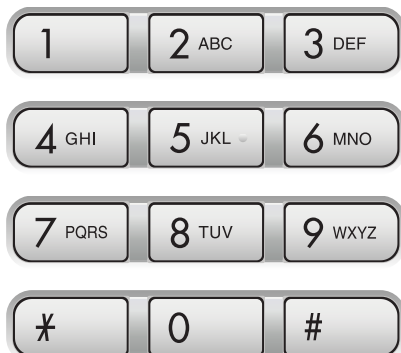 1 2 ABC 3 DEF
4 GHI 5 JKL 6 MNO
7 PQRS 8 TUV 9 WXYZ
* 0 #